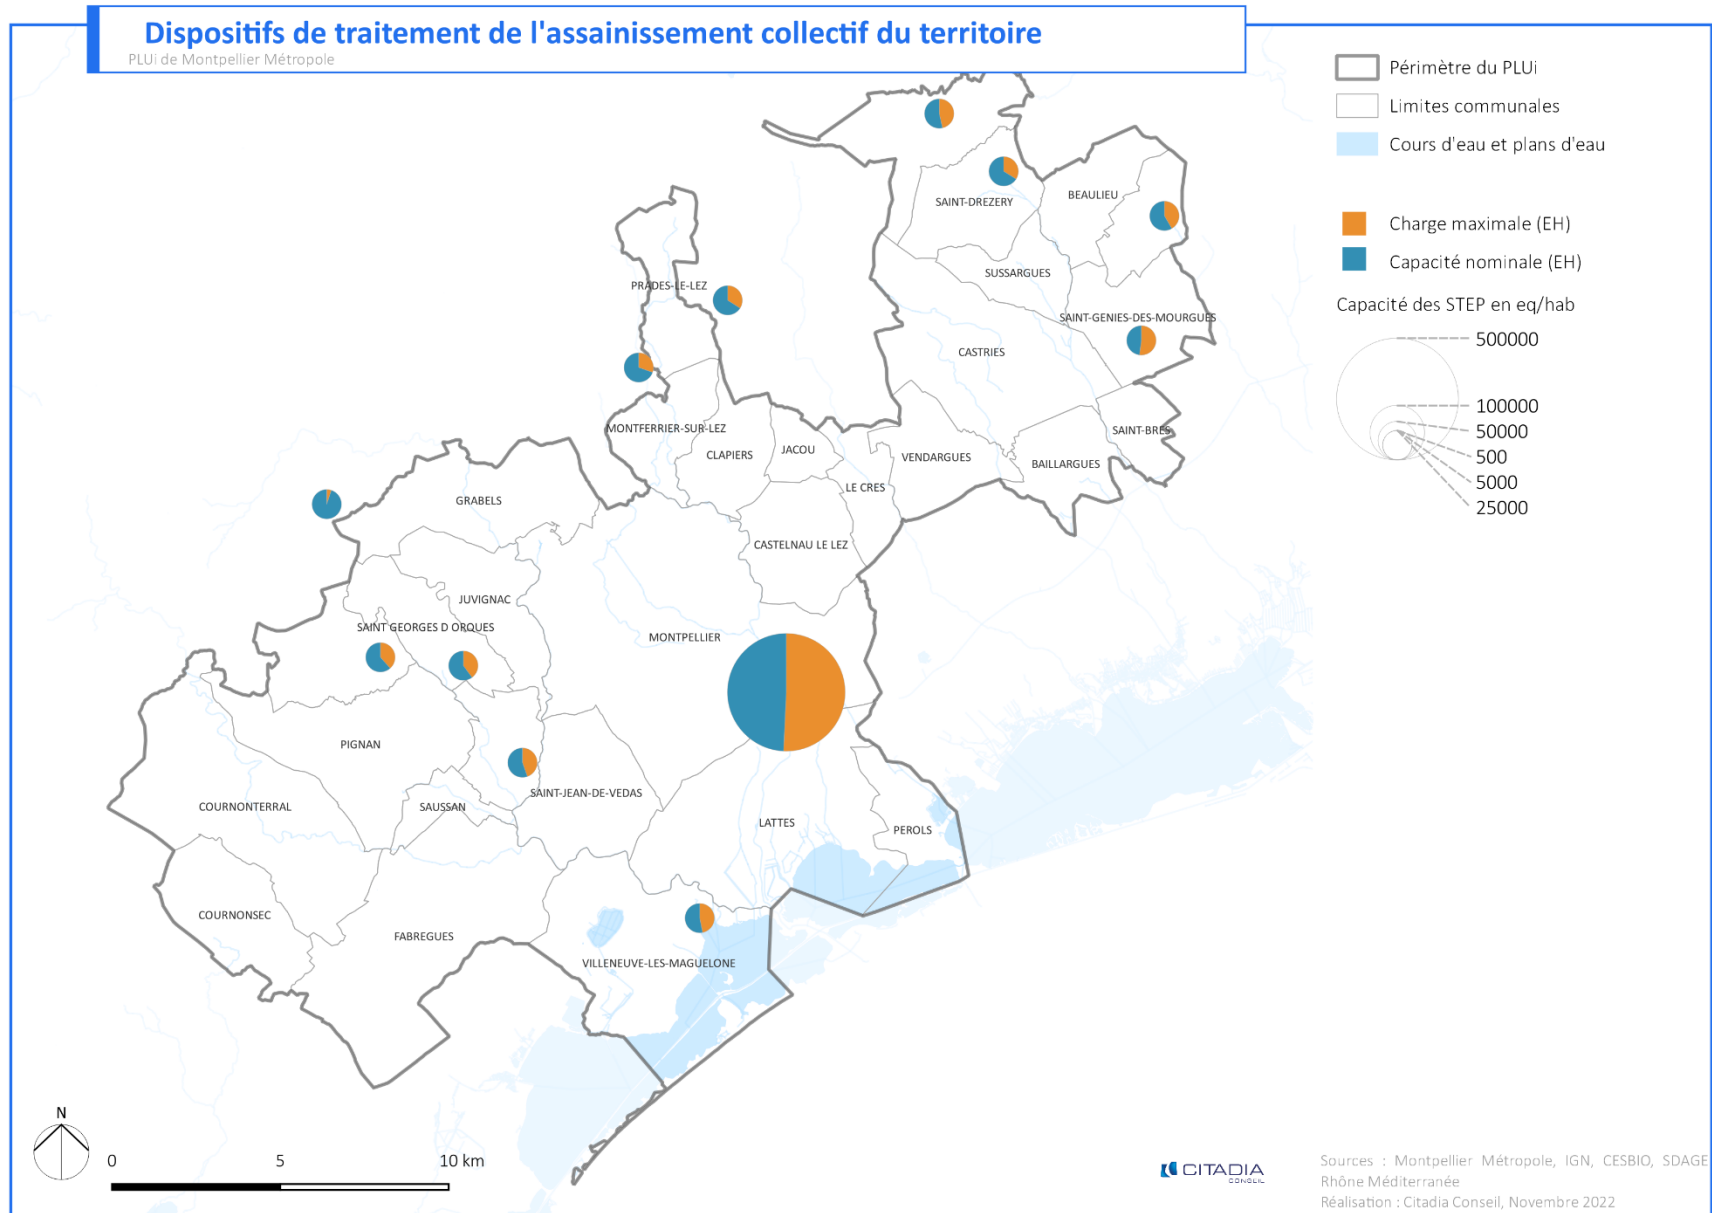 Dispositifs de traitement de l'assainissement collectif du territoire
PLUi de Montpellier Métropole
Périmètre du PLUi
Limites communales
Cours d'eau et plans d'eau
Charge maximale (EH)
Capacité nominale (EH)
Capacité des STEP en eq/hab
500000
100000
50000
500
5000
25000
SAINT-DREZERY
BEAULIEU
SUSSARGUES
PRADES-LE-LEZ
SAINT-GENIES-DES-MOURGUES
CASTRIES
MONTFERRIER-SUR-LEZ
CLAPIERS
JACOU
VENDARGUES
SAINT-BRES
BAILLARGUES
LE CRES
GRABELS
CASTELNAU LE LEZ
JUVIGNAC
SAINT GEORGES D ORQUES
MONTPELLIER
PIGNAN
COURNONTERRAL
SAUSSAN
SAINT-JEAN-DE-VEDAS
LATTES
PEROLS
COURNONSEC
FABREGUES
VILLENEUVE-LES-MAGUELONE
N
0
5
10 km
CITADIA
CONSEIL
Sources : Montpellier Métropole, IGN, CESBIO, SDAGE
Rhône Méditerranée
Réalisation : Citadia Conseil, Novembre 2022